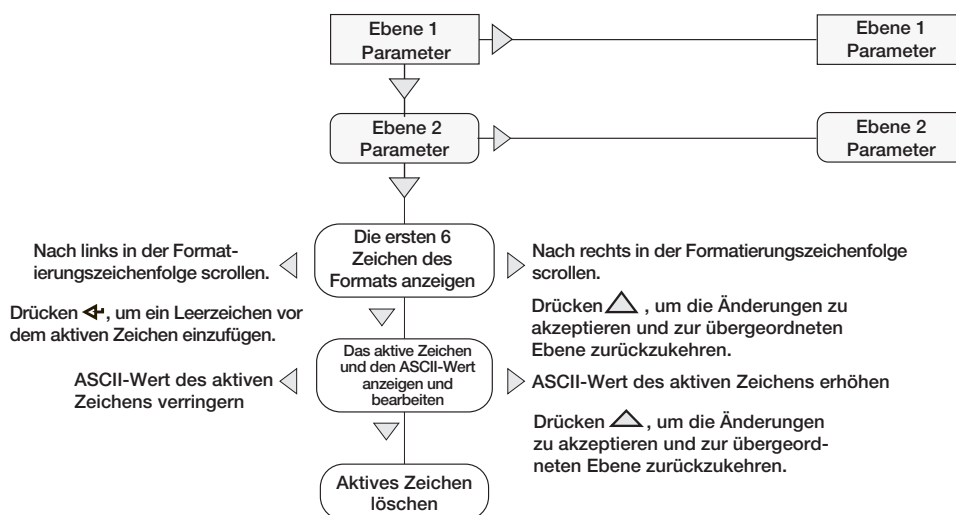 Ebene 1
Parameter
Ebene 1
Parameter
Ebene 2
Parameter
Ebene 2
Parameter
Die ersten 6
Zeichen des
Formats anzeigen
Nach links in der Format-
ierungszeichenfolge scrollen.
Nach rechts in der Formatierungszeichenfolge
scrollen.
Drücken , um ein Leerzeichen vor
dem aktiven Zeichen einzufügen.
Drücken , um die Änderungen zu
akzeptieren und zur übergeordneten
Ebene zurückzukehren.
Das aktive Zeichen
und den ASCII-Wert
anzeigen und
bearbeiten
ASCII-Wert des aktiven
Zeichens verringern
ASCII-Wert des aktiven Zeichens erhöhen
Drücken , um die Änderungen
zu akzeptieren und zur übergeord-
neten Ebene zurückzukehren.
Aktives Zeichen
löschen